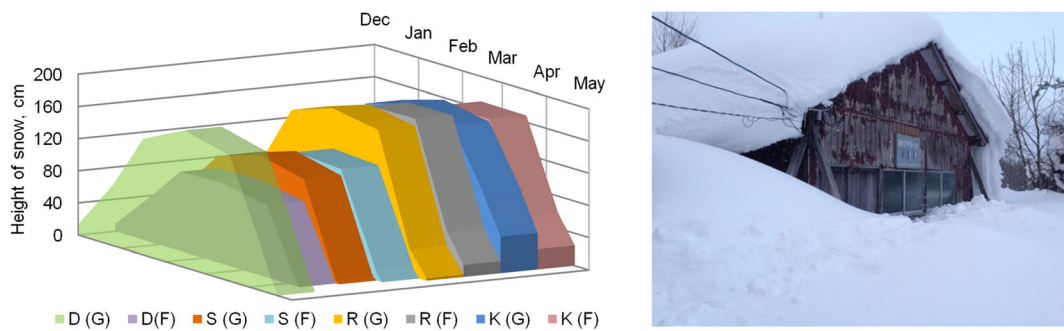 Dec
Jan
Feb
Mar
Apr
May
Height of snow, cm
200
160
120
80
40
0
D (G) D(F) S (G) S (F) R (G) R (F) K (G) K (F)